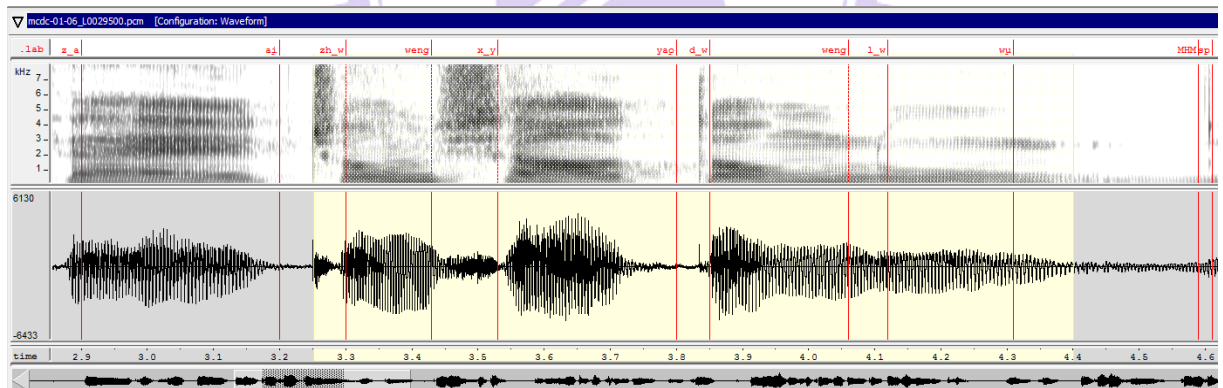 mcdc-01-06_L0029500.pcm [Configuration: Waveform]
.lab z_a ai zh_w weng x_y yao d_w weng l_w wu MHM sp
kHz
7
6
5
4
3
2
1
6130
-6433
time 2.9 3.0 3.1 3.2 3.3 3.4 3.5 3.6 3.7 3.8 3.9 4.0 4.1 4.2 4.3 4.4 4.5 4.6